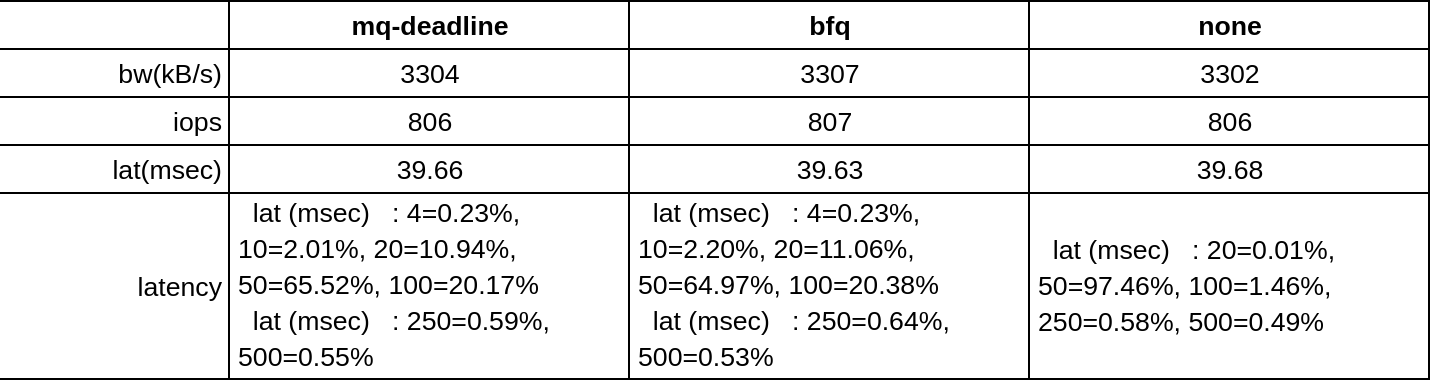 mq-deadline bfq none
bw(kB/s) 3304 3307 3302
iops 806 807 806
lat(msec) 39.66 39.63 39.68
latency
lat (msec)   : 4=0.23%,
10=2.01%, 20=10.94%,
50=65.52%, 100=20.17%
lat (msec)   : 250=0.59%,
500=0.55%
lat (msec)   : 4=0.23%,
10=2.20%, 20=11.06%,
50=64.97%, 100=20.38%
lat (msec)   : 250=0.64%,
500=0.53%
lat (msec)   : 20=0.01%,
50=97.46%, 100=1.46%,
250=0.58%, 500=0.49%